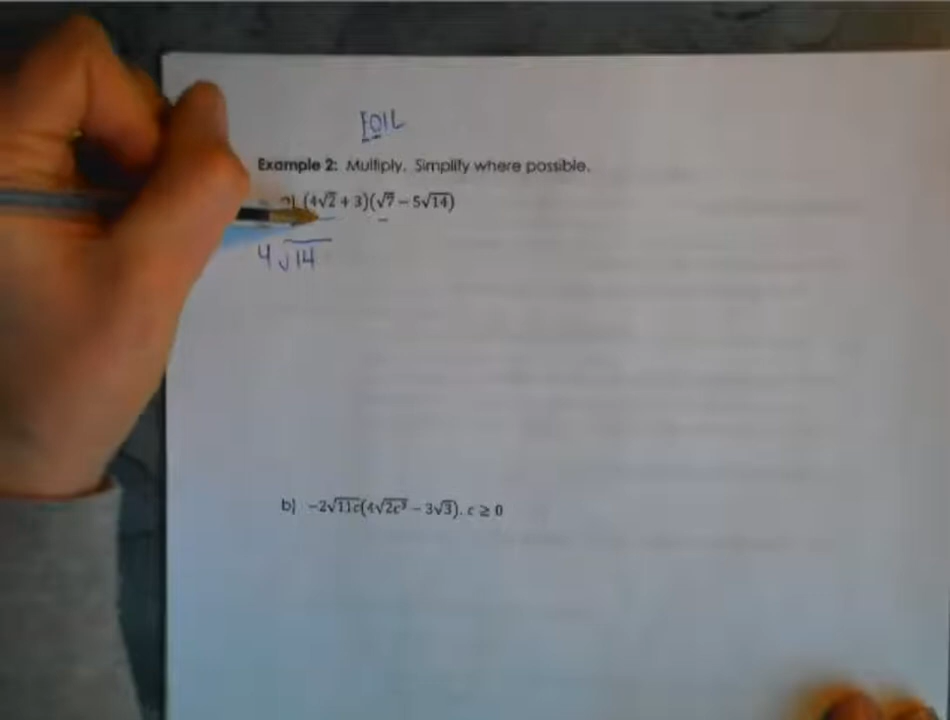 FOIL
Example 2: Multiply. Simplify where possible.
(4√2 + 3)(√7 − 5√14)
4√14
b) −2√11c(4√2c³ − 3√3), c ≥ 0